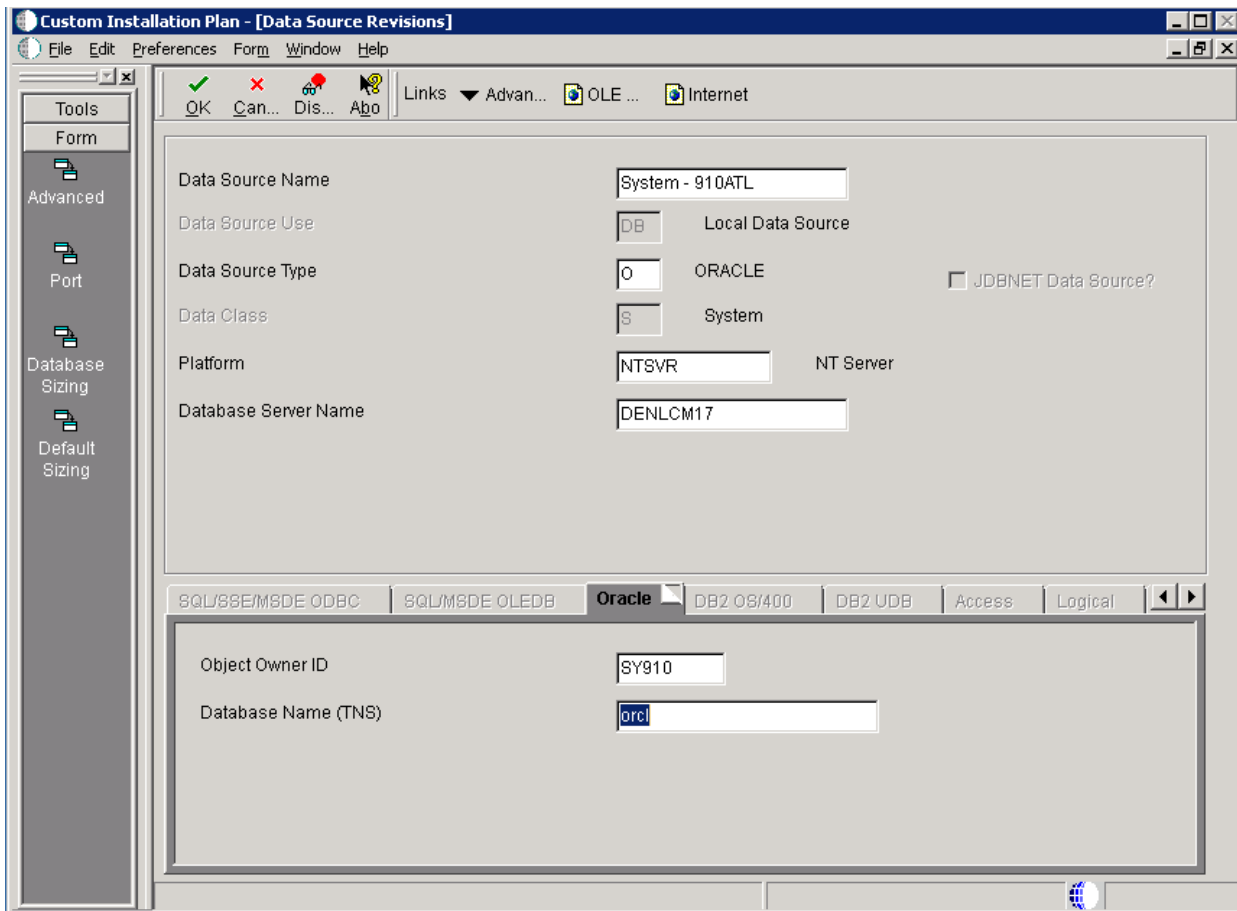 Custom Installation Plan - [Data Source Revisions]
File Edit Preferences Form Window Help
Tools
Form
Advanced
Port
Database
Sizing
Default
Sizing
OK Can... Dis... Abo Links Advan... OLE ... Internet
Data Source Name System - 910ATL
Data Source Use DB Local Data Source
Data Source Type O ORACLE JDBNET Data Source?
Data Class S System
Platform NTSVR NT Server
Database Server Name DENLCM17
SQL/SSE/MSDE ODBC SQL/MSDE OLEDB Oracle DB2 OS/400 DB2 UDB Access Logical
Object Owner ID SY910
Database Name (TNS) orcl